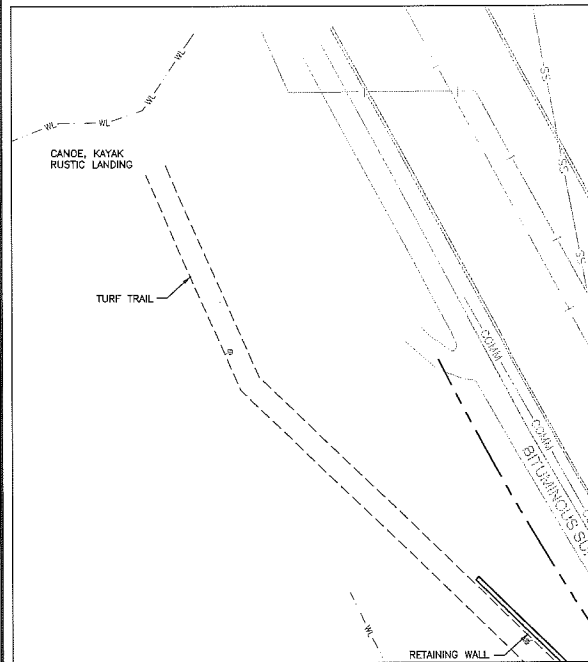 WL
WL
WL
WL
CANOE, KAYAK
RUSTIC LANDING
TURF TRAIL
SS
SS
SS
COMM
COMM
BITUMINOUS
WL
RETAINING WALL